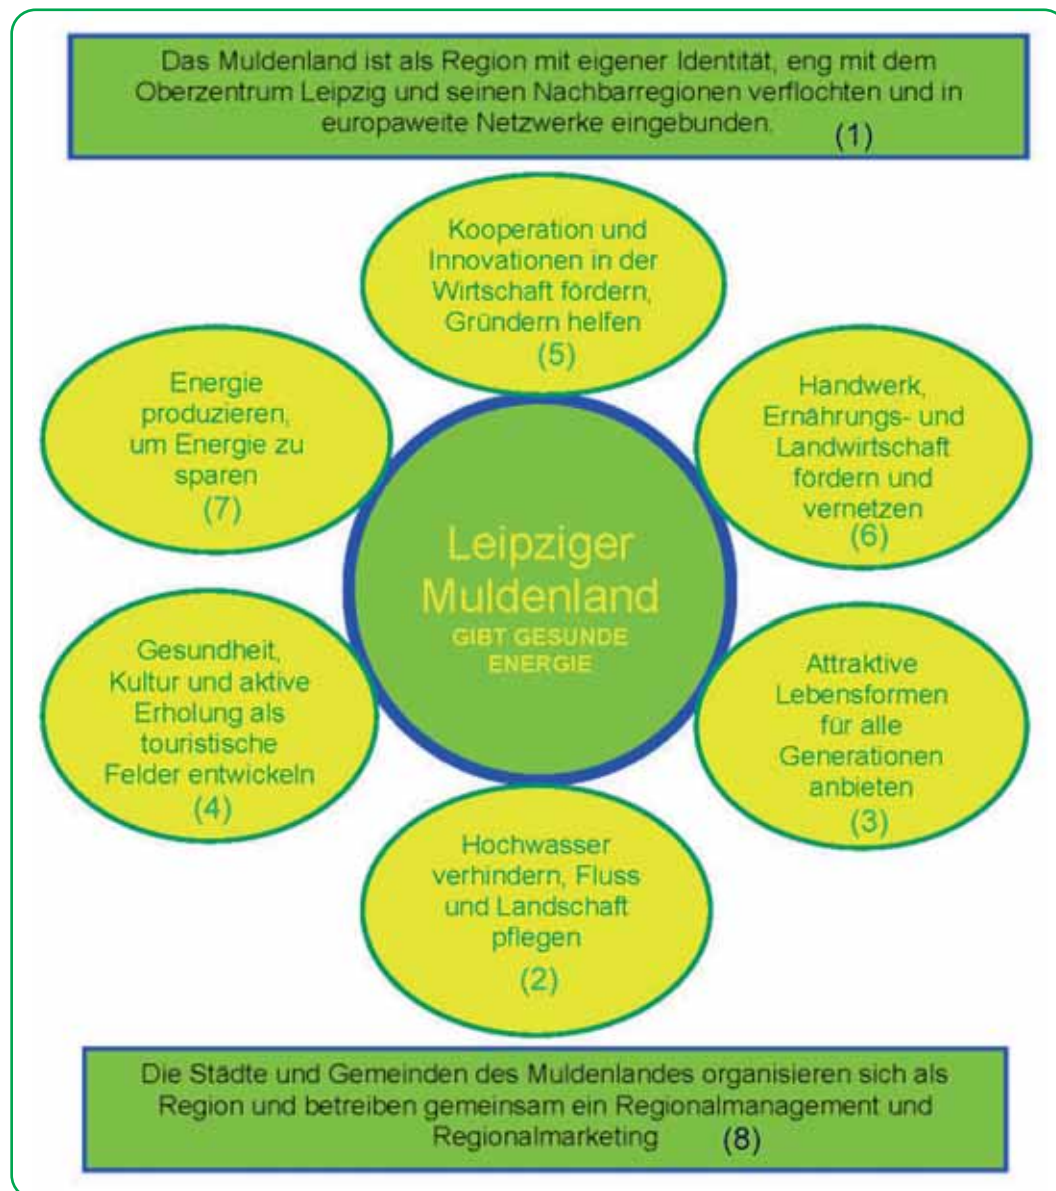 Das Muldenland ist als Region mit eigener Identität, eng mit dem
Oberzentrum Leipzig und seinen Nachbarregionen verflochten und in
europaweite Netzwerke eingebunden. (1)
Kooperation und
Innovationen in der
Wirtschaft fördern,
Gründern helfen
(5)
Energie
produzieren,
um Energie zu
sparen
(7)
Handwerk,
Ernährungs- und
Landwirtschaft
fördern und
vernetzen
(6)
Leipziger
Muldenland
GIBT GESUNDE
ENERGIE
Gesundheit,
Kultur und aktive
Erholung als
touristische
Felder entwickeln
(4)
Attraktive
Lebensformen
für alle
Generationen
anbieten
(3)
Hochwasser
verhindern, Fluss
und Landschaft
pflegen
(2)
Die Städte und Gemeinden des Muldenlandes organisieren sich als
Region und betreiben gemeinsam ein Regionalmanagement und
Regionalmarketing (8)